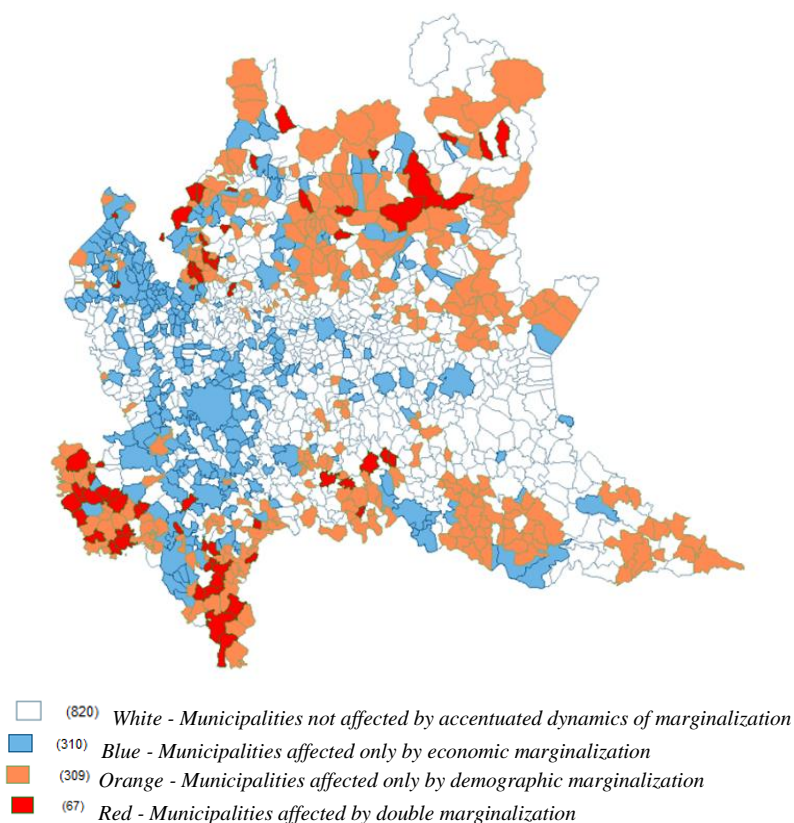 (820) White - Municipalities not affected by accentuated dynamics of marginalization
(310) Blue - Municipalities affected only by economic marginalization
(309) Orange - Municipalities affected only by demographic marginalization
(67) Red - Municipalities affected by double marginalization